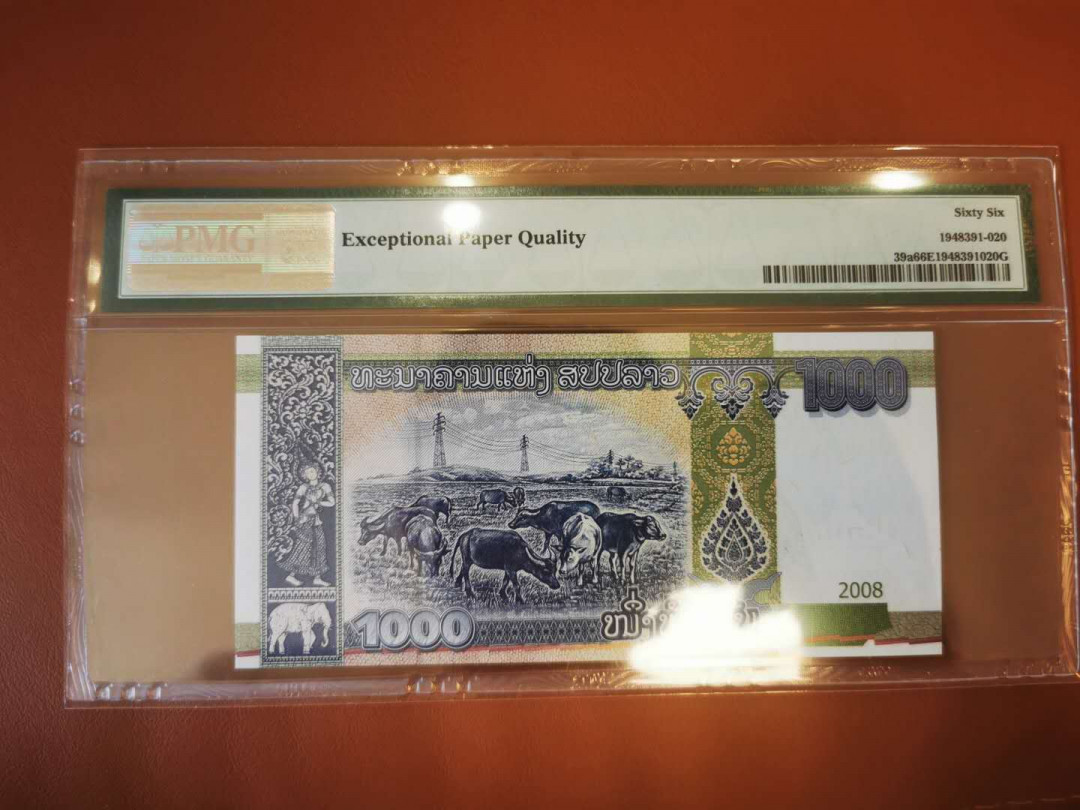 PMG
Exceptional Paper Quality
Sixty Six
1948391-020
39a66E1948391020G
ທະນາຄານແຫ່ງ ສປປລາວ
1000
2008
1000